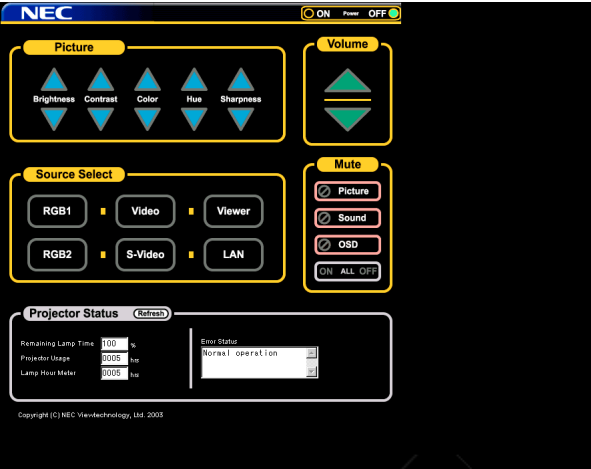 NEC
ON Power OFF
Picture
Brightness Contrast Color Hue Sharpness
Volume
Source Select
RGB1 Video Viewer
RGB2 S-Video LAN
Mute
Picture
Sound
OSD
ON ALL OFF
Projector Status Refresh
Remaining Lamp Time 100 %
Projector Usage 0005 hrs
Lamp Hour Meter 0005 hrs
Error Status
Normal operation
Copyright (C) NEC Viewtechnology, Ltd. 2003